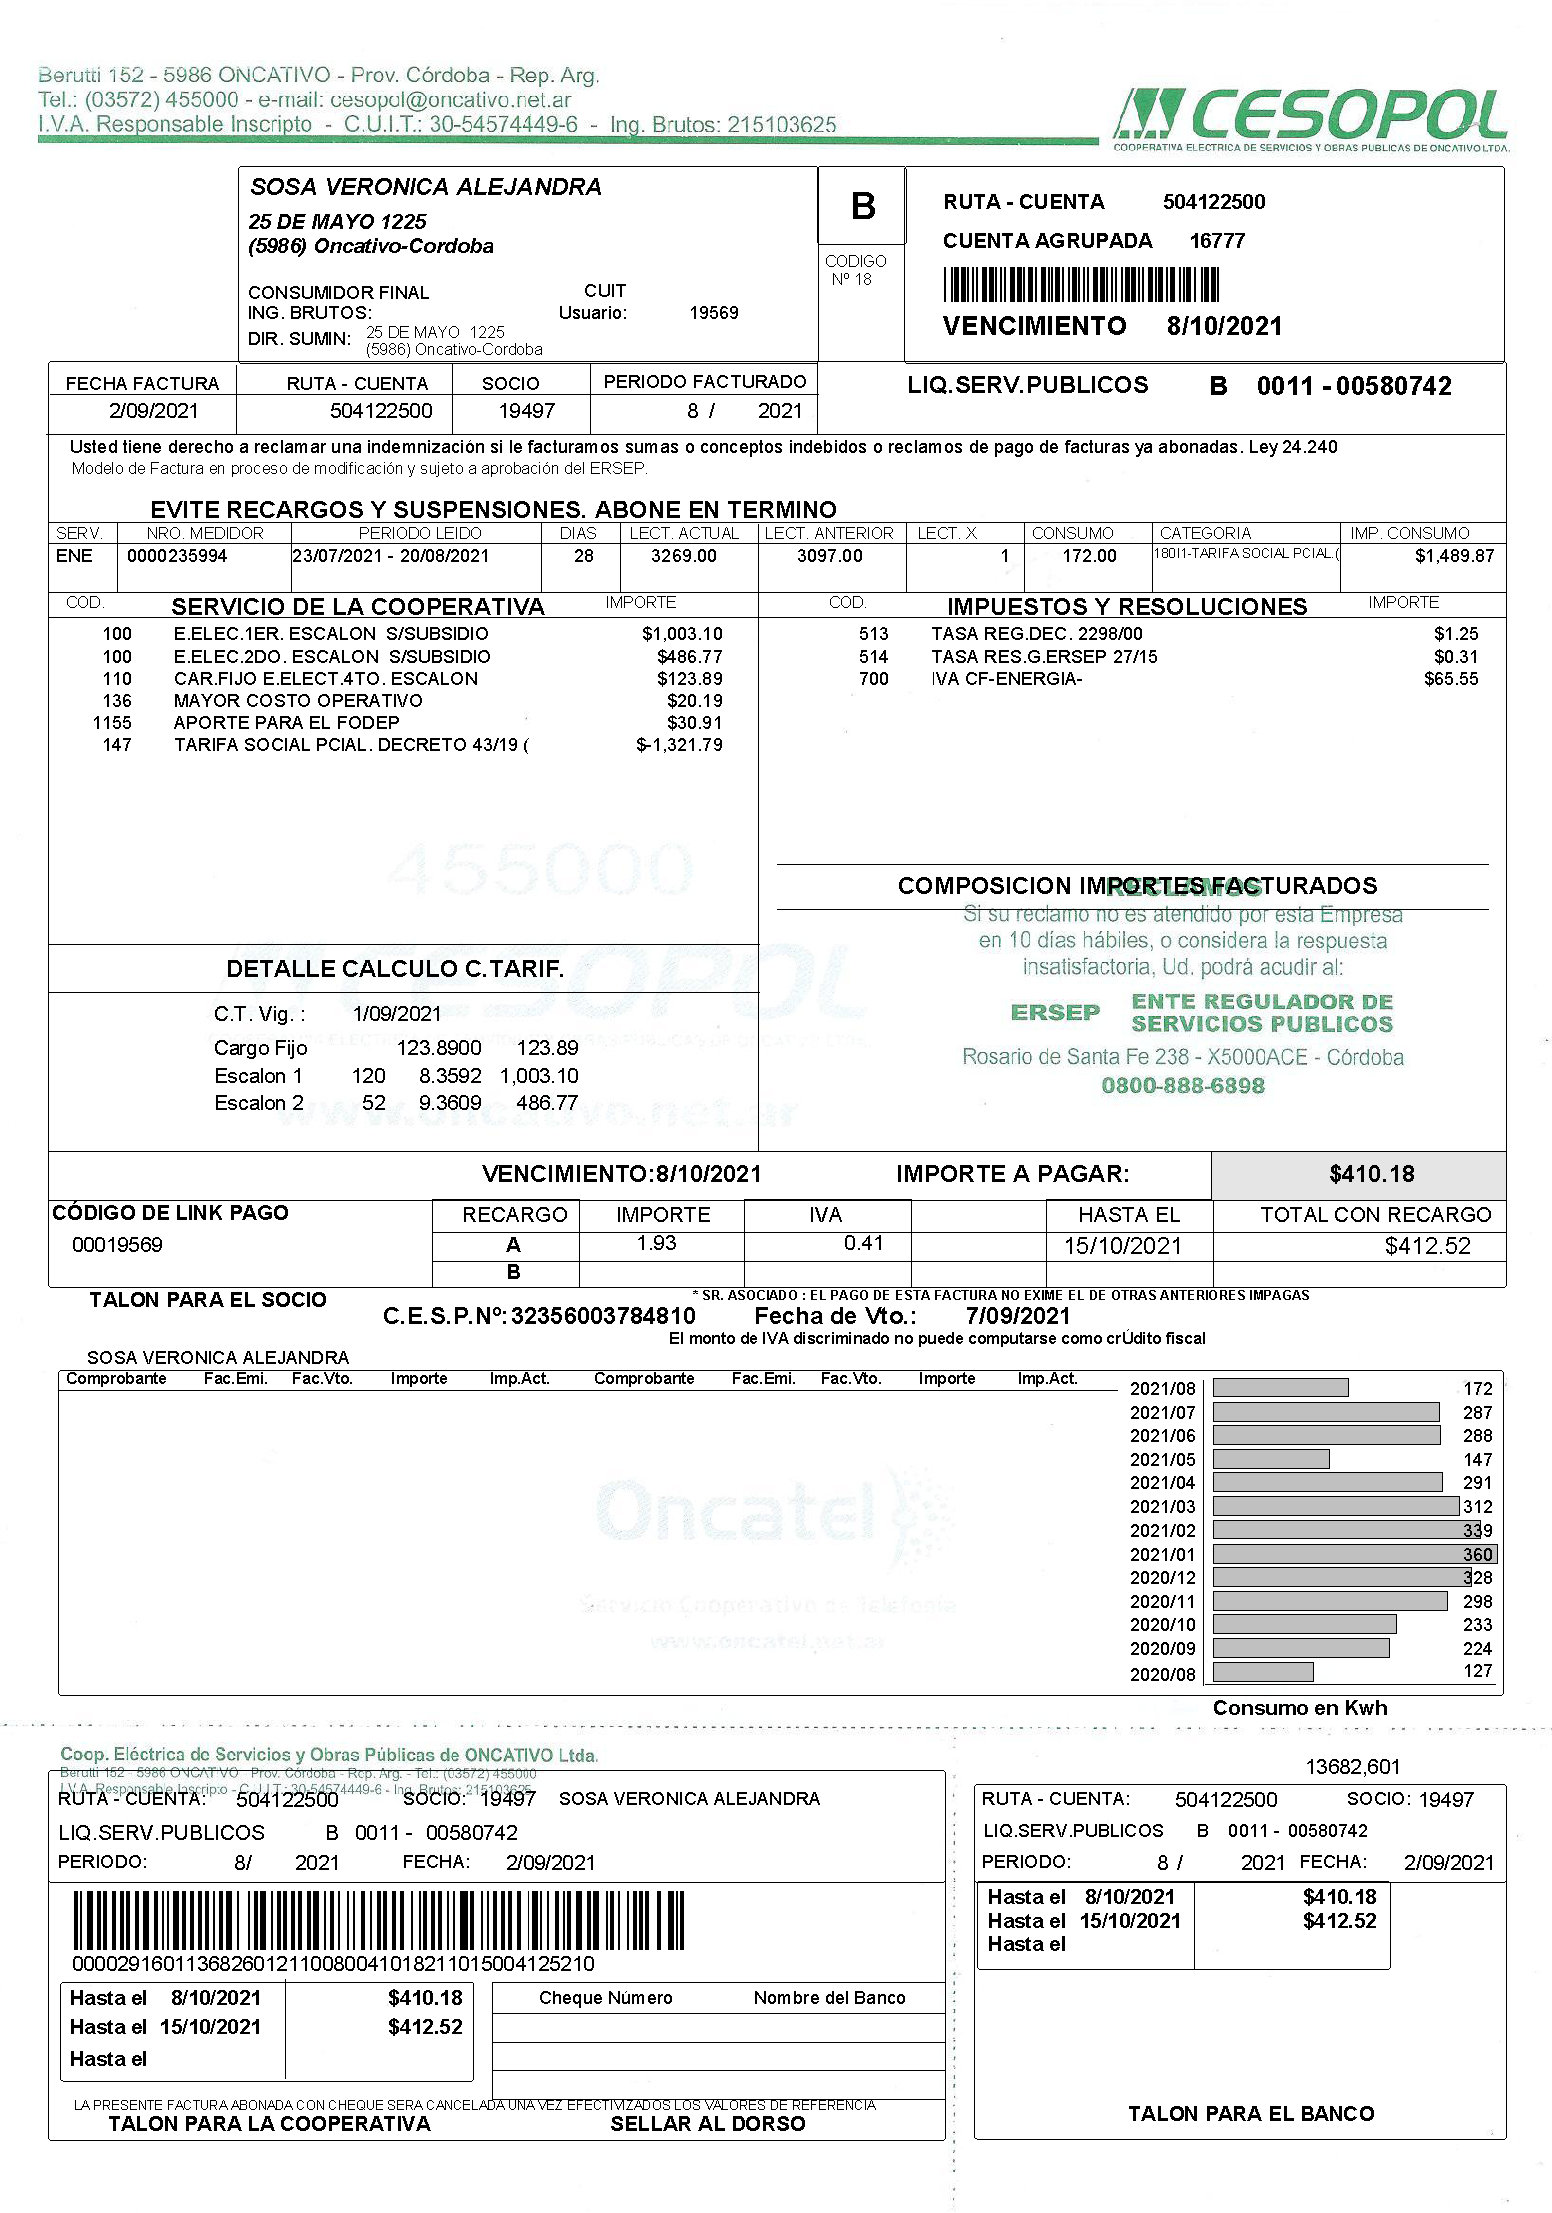 Berutti 152 - 5986 ONCATIVO - Prov. Córdoba - Rep. Arg.
Tel.: (03572) 455000 - e-mail: cesopol@oncativo.net.ar
I.V.A. Responsable Inscripto - C.U.I.T.: 30-54574449-6 - Ing. Brutos: 215103625
CESOPOL
COOPERATIVA ELECTRICA DE SERVICIOS Y OBRAS PUBLICAS DE ONCATIVO LTDA.
SOSA VERONICA ALEJANDRA
25 DE MAYO 1225
(5986) Oncativo-Cordoba
CONSUMIDOR FINAL CUIT
ING. BRUTOS: Usuario: 19569
DIR. SUMIN: 25 DE MAYO 1225
(5986) Oncativo-Cordoba
B
CODIGO
Nº 18
RUTA - CUENTA 504122500
CUENTA AGRUPADA 16777
VENCIMIENTO 8/10/2021
FECHA FACTURA RUTA - CUENTA SOCIO PERIODO FACTURADO
2/09/2021 504122500 19497 8 / 2021
LIQ.SERV.PUBLICOS B 0011 - 00580742
Usted tiene derecho a reclamar una indemnización si le facturamos sumas o conceptos indebidos o reclamos de pago de facturas ya abonadas. Ley 24.240
Modelo de Factura en proceso de modificación y sujeto a aprobación del ERSEP.
EVITE RECARGOS Y SUSPENSIONES. ABONE EN TERMINO
SERV. NRO. MEDIDOR PERIODO LEIDO DIAS LECT. ACTUAL LECT. ANTERIOR LECT. X CONSUMO CATEGORIA IMP. CONSUMO
ENE 0000235994 23/07/2021 - 20/08/2021 28 3269.00 3097.00 1 172.00 180I1-TARIFA SOCIAL PCIAL.( $1,489.87
COD. SERVICIO DE LA COOPERATIVA IMPORTE
100 E.ELEC.1ER. ESCALON S/SUBSIDIO $1,003.10
100 E.ELEC.2DO. ESCALON S/SUBSIDIO $486.77
110 CAR.FIJO E.ELECT.4TO. ESCALON $123.89
136 MAYOR COSTO OPERATIVO $20.19
1155 APORTE PARA EL FODEP $30.91
147 TARIFA SOCIAL PCIAL. DECRETO 43/19 ( $-1,321.79
COD. IMPUESTOS Y RESOLUCIONES IMPORTE
513 TASA REG.DEC. 2298/00 $1.25
514 TASA RES.G.ERSEP 27/15 $0.31
700 IVA CF-ENERGIA- $65.55
455000
CESOPOL
www.oncativo.net.ar
COMPOSICION IMPORTES FACTURADOS
RECLAMOS
Si su reclamo no es atendido por esta Empresa
en 10 días hábiles, o considera la respuesta
insatisfactoria, Ud. podrá acudir al:
ERSEP ENTE REGULADOR DE
SERVICIOS PUBLICOS
Rosario de Santa Fe 238 - X5000ACE - Córdoba
0800-888-6898
DETALLE CALCULO C.TARIF.
C.T. Vig. : 1/09/2021
Cargo Fijo 123.8900 123.89
Escalon 1 120 8.3592 1,003.10
Escalon 2 52 9.3609 486.77
VENCIMIENTO:8/10/2021 IMPORTE A PAGAR: $410.18
CÓDIGO DE LINK PAGO
00019569
RECARGO IMPORTE IVA HASTA EL TOTAL CON RECARGO
A 1.93 0.41 15/10/2021 $412.52
B
TALON PARA EL SOCIO
* SR. ASOCIADO : EL PAGO DE ESTA FACTURA NO EXIME EL DE OTRAS ANTERIORES IMPAGAS
C.E.S.P.Nº: 32356003784810 Fecha de Vto.: 7/09/2021
El monto de IVA discriminado no puede computarse como crÚdito fiscal
SOSA VERONICA ALEJANDRA
Comprobante Fac.Emi. Fac.Vto. Importe Imp.Act. Comprobante Fac.Emi. Fac.Vto. Importe Imp.Act.
2021/08 172
2021/07 287
2021/06 288
2021/05 147
2021/04 291
2021/03 312
2021/02 339
2021/01 360
2020/12 328
2020/11 298
2020/10 233
2020/09 224
2020/08 127
Consumo en Kwh
Oncatel
Servicio Cooperativo de Telefonía
www.oncatel.net.ar
Coop. Eléctrica de Servicios y Obras Públicas de ONCATIVO Ltda.
Berutti 152 - 5986 ONCATIVO - Prov. Córdoba - Rep. Arg. - Tel.: (03572) 455000
I.V.A. Responsable Inscripto - C.U.I.T.: 30-54574449-6 - Ing. Brutos: 215103625
RUTA - CUENTA: 504122500 SOCIO: 19497 SOSA VERONICA ALEJANDRA
LIQ.SERV.PUBLICOS B 0011 - 00580742
PERIODO: 8/ 2021 FECHA: 2/09/2021
0000291601136826012110080041018211015004125210
Hasta el 8/10/2021 $410.18
Hasta el 15/10/2021 $412.52
Hasta el
Cheque Número Nombre del Banco
LA PRESENTE FACTURA ABONADA CON CHEQUE SERA CANCELADA UNA VEZ EFECTIVIZADOS LOS VALORES DE REFERENCIA
TALON PARA LA COOPERATIVA SELLAR AL DORSO
13682,601
RUTA - CUENTA: 504122500 SOCIO: 19497
LIQ.SERV.PUBLICOS B 0011 - 00580742
PERIODO: 8 / 2021 FECHA: 2/09/2021
Hasta el 8/10/2021 $410.18
Hasta el 15/10/2021 $412.52
Hasta el
TALON PARA EL BANCO